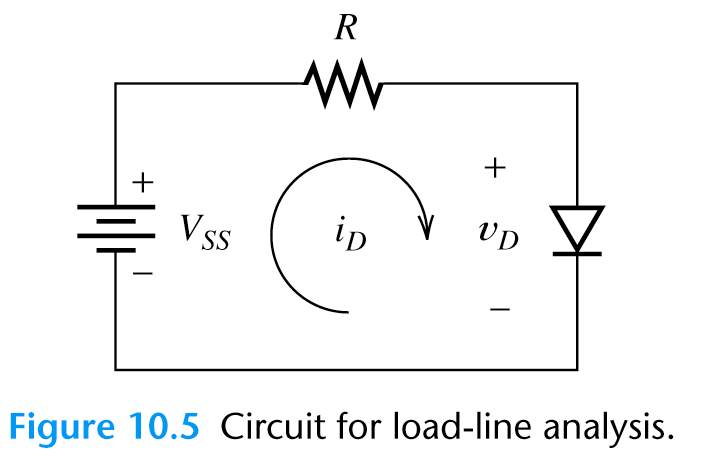 R
+
+
V_SS
i_D
v_D
−
−
Figure 10.5 Circuit for load-line analysis.